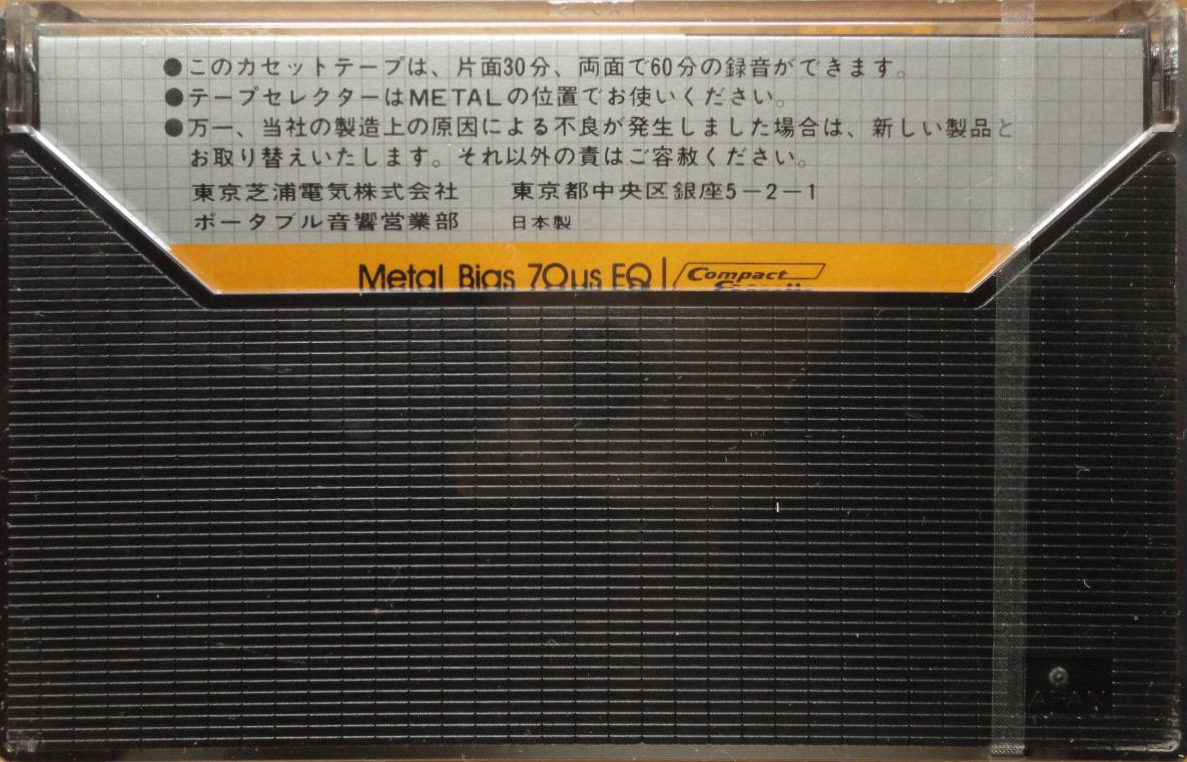 ●このカセットテープは、片面30分、両面で60分の録音ができます。
●テープセレクターはMETALの位置でお使いください。
●万一、当社の製造上の原因による不良が発生しました場合は、新しい製品と
お取り替えいたします。それ以外の責はご容赦ください。
東京芝浦電気株式会社 東京都中央区銀座5-2-1
ポータブル音響営業部 日本製
Metal Bias 70μs EQ | Compact Cassette